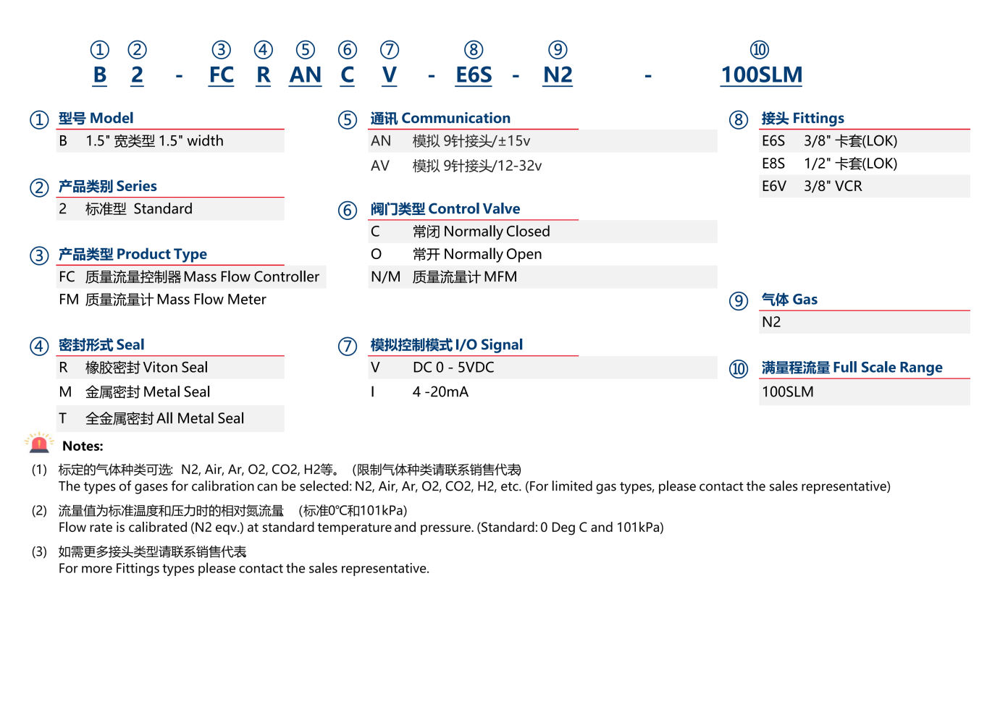 ① ② ③ ④ ⑤ ⑥ ⑦ ⑧ ⑨ ⑩
B 2 - FC R AN C V - E6S - N2 - 100SLM
① 型号 Model
B 1.5" 宽类型 1.5" width
② 产品类别 Series
2 标准型 Standard
③ 产品类型 Product Type
FC 质量流量控制器 Mass Flow Controller
FM 质量流量计 Mass Flow Meter
④ 密封形式 Seal
R 橡胶密封 Viton Seal
M 金属密封 Metal Seal
T 全金属密封 All Metal Seal
⑤ 通讯 Communication
AN 模拟 9针接头/±15v
AV 模拟 9针接头/12-32v
⑥ 阀门类型 Control Valve
C 常闭 Normally Closed
O 常开 Normally Open
N/M 质量流量计 MFM
⑦ 模拟控制模式 I/O Signal
V DC 0 - 5VDC
I 4 -20mA
⑧ 接头 Fittings
E6S 3/8" 卡套(LOK)
E8S 1/2" 卡套(LOK)
E6V 3/8" VCR
⑨ 气体 Gas
N2
⑩ 满量程流量 Full Scale Range
100SLM
Notes:
(1) 标定的气体种类可选: N2, Air, Ar, O2, CO2, H2等。（限制气体种类请联系销售代表)
The types of gases for calibration can be selected: N2, Air, Ar, O2, CO2, H2, etc. (For limited gas types, please contact the sales representative)
(2) 流量值为标准温度和压力时的相对氮流量 （标准0℃和101kPa)
Flow rate is calibrated (N2 eqv.) at standard temperature and pressure. (Standard: 0 Deg C and 101kPa)
(3) 如需更多接头类型请联系销售代表.
For more Fittings types please contact the sales representative.